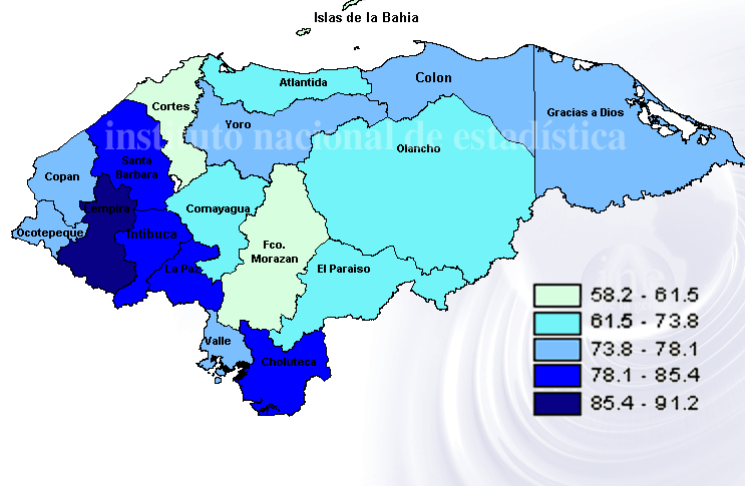 Islas de la Bahia
Atlantida
Colon
Cortes
Yoro
Gracias a Dios
instituto nacional de estadística
Olancho
Santa
Barbara
Copan
Lempira
Comayagua
Ocotepeque
Intibuca
Fco.
Morazan
La Paz
El Paraiso
Valle
Choluteca
58.2 - 61.5
61.5 - 73.8
73.8 - 78.1
78.1 - 85.4
85.4 - 91.2